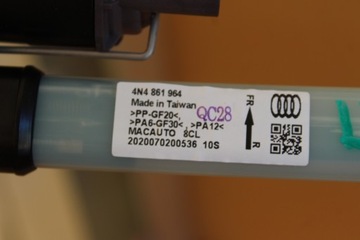 4N4 861 964
Made in Taiwan
>PP-GF20<, QC28
>PA6-GF30<, >PA12<
MACAUTO 8CL
2020070200536 10S
FR
R